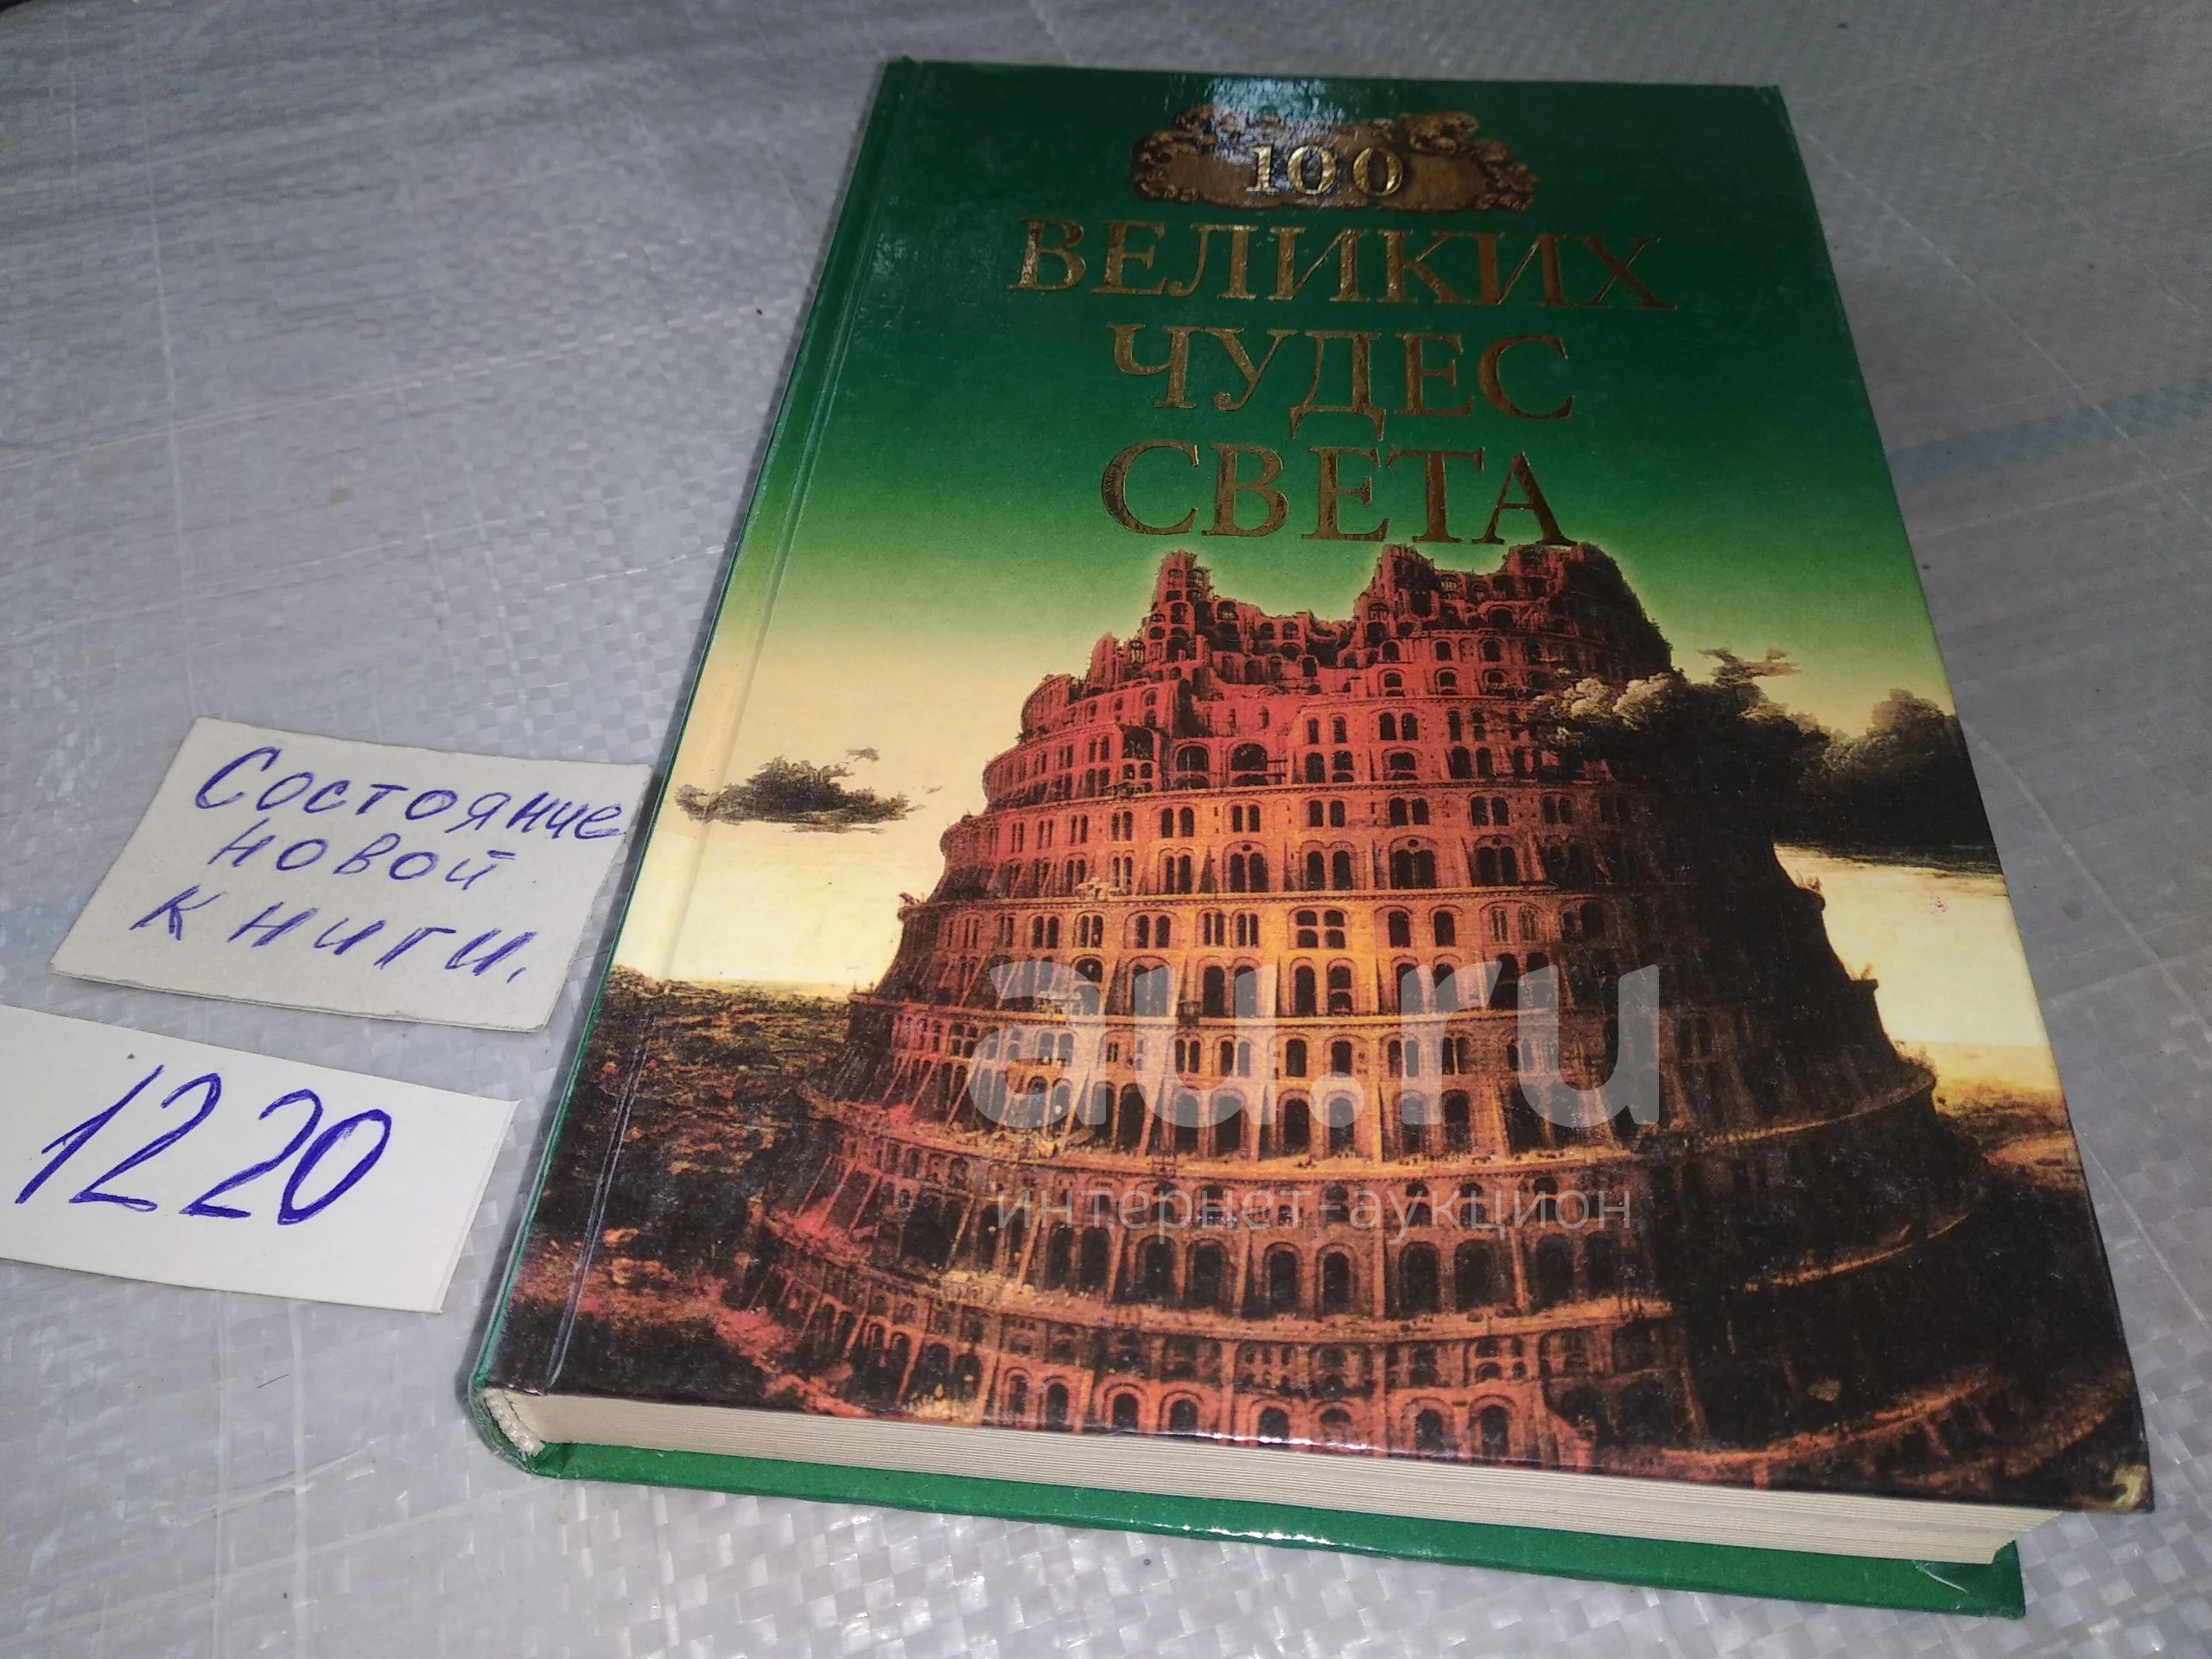 100
ВЕЛИКИХ
ЧУДЕС
СВЕТА
Состояние
новой
книги.
1220
au.ru
интернет-аукцион